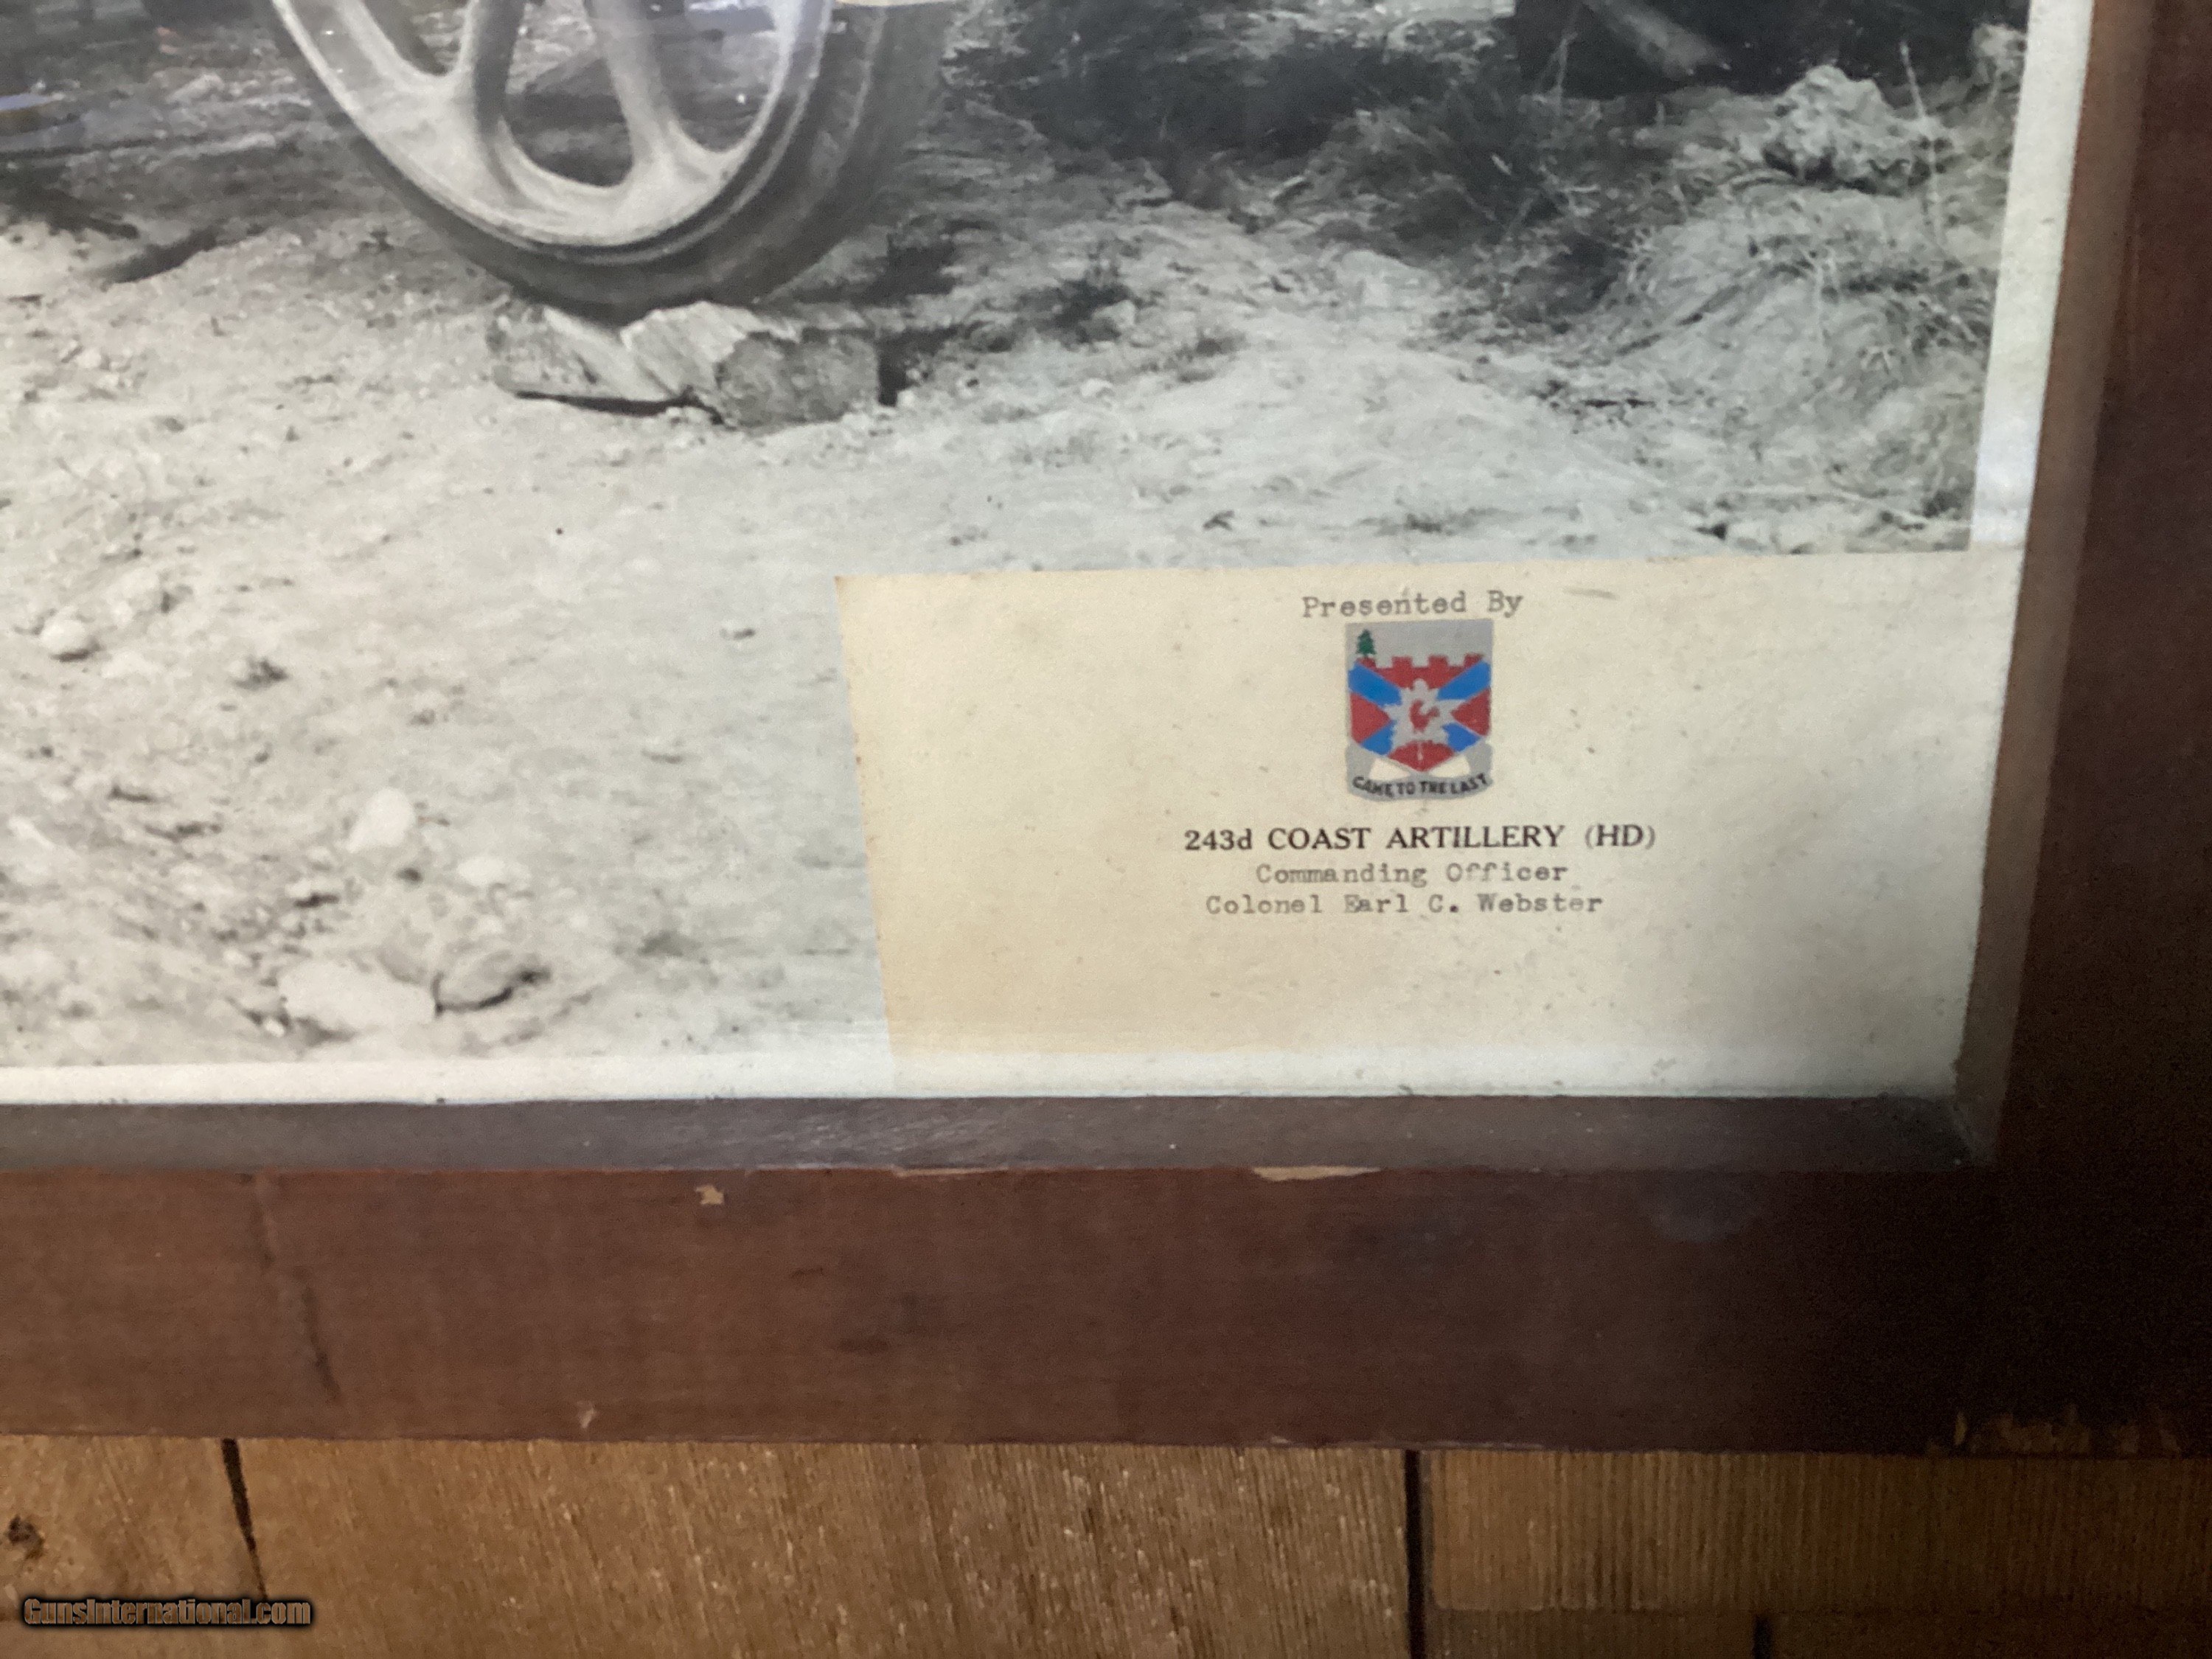 Presented By
GAME TO THE LAST
243d COAST ARTILLERY (HD)
Commanding Officer
Colonel Earl C. Webster
GunsInternational.com